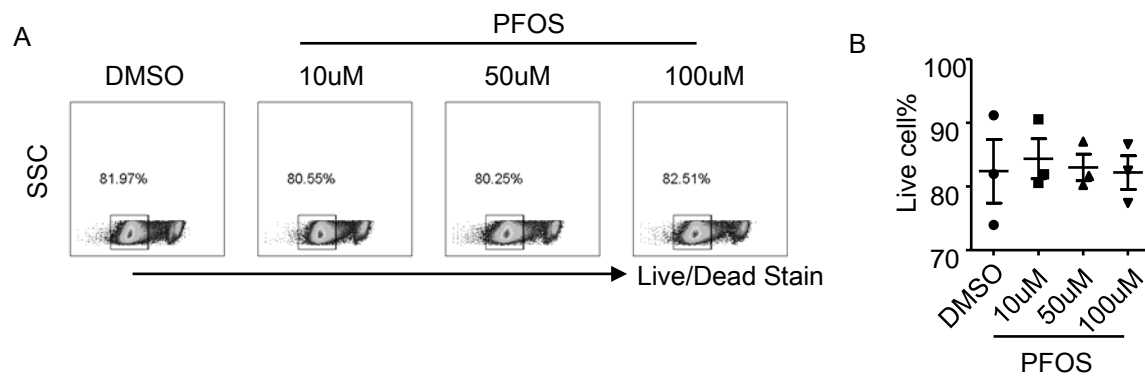 A
PFOS
DMSO
10uM
50uM
100uM
SSC
81.97%
80.55%
80.25%
82.51%
Live/Dead Stain
B
Live cell%
100
90
80
70
DMSO
10uM
50uM
100uM
PFOS